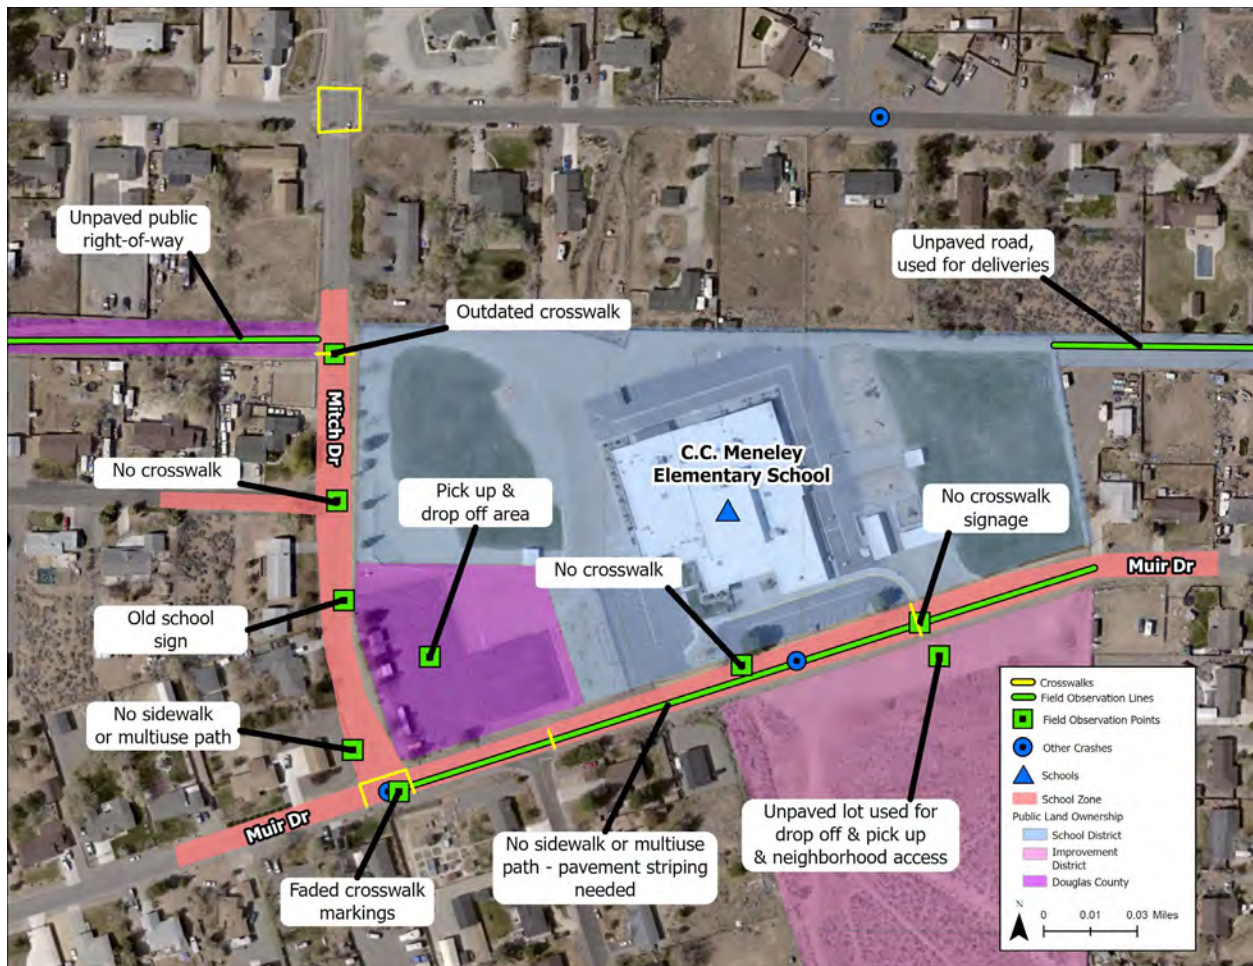 Unpaved public
right-of-way
Unpaved road,
used for deliveries
Outdated crosswalk
Mitch Dr
No crosswalk
Pick up &
drop off area
C.C. Meneley
Elementary School
No crosswalk
signage
No crosswalk
Muir Dr
Old school
sign
No sidewalk
or multiuse path
Muir Dr
Faded crosswalk
markings
No sidewalk or multiuse
path - pavement striping
needed
Unpaved lot used for
drop off & pick up
& neighborhood access
Crosswalks
Field Observation Lines
Field Observation Points
Other Crashes
Schools
School Zone
Public Land Ownership
School District
Improvement
District
Douglas County
N
0 0.01 0.03 Miles